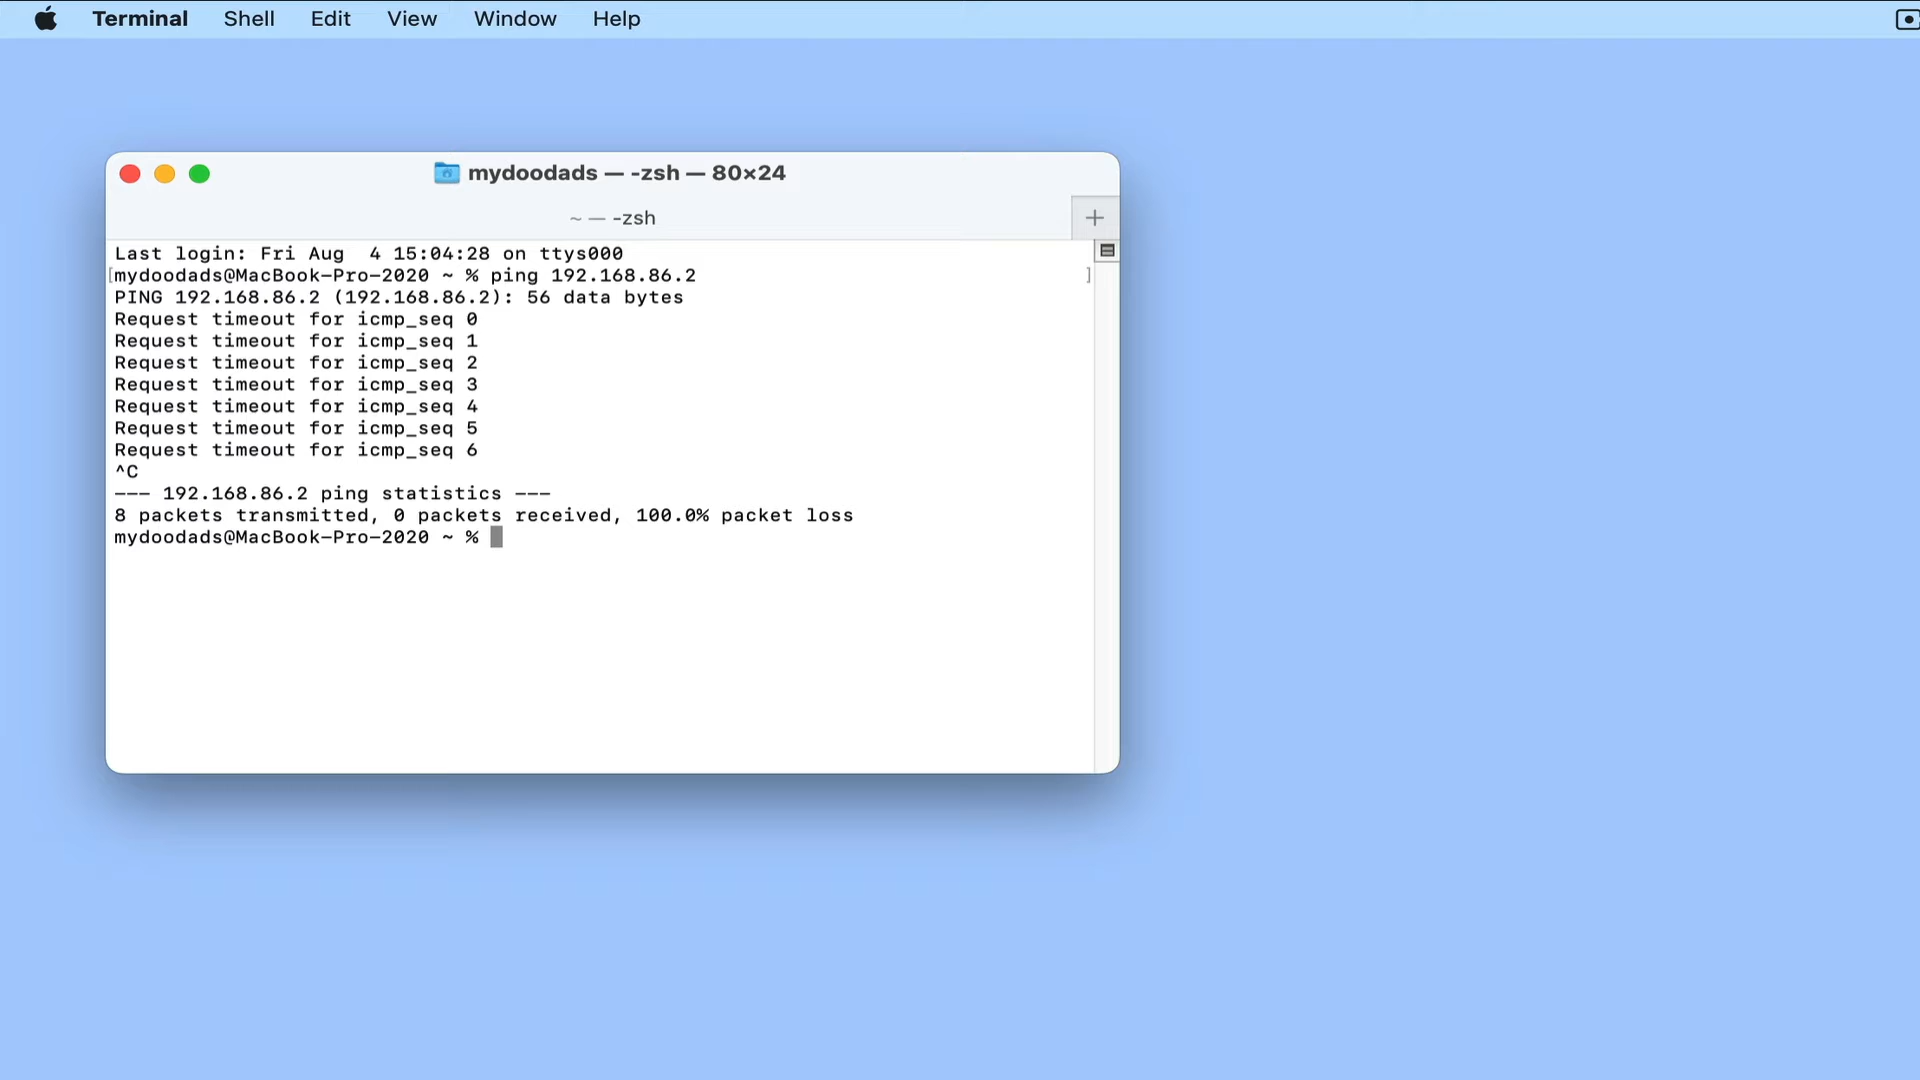 Terminal Shell Edit View Window Help
mydoodads — -zsh — 80×24
~ — -zsh
Last login: Fri Aug  4 15:04:28 on ttys000
[mydoodads@MacBook-Pro-2020 ~ % ping 192.168.86.2 ]
PING 192.168.86.2 (192.168.86.2): 56 data bytes
Request timeout for icmp_seq 0
Request timeout for icmp_seq 1
Request timeout for icmp_seq 2
Request timeout for icmp_seq 3
Request timeout for icmp_seq 4
Request timeout for icmp_seq 5
Request timeout for icmp_seq 6
^C
--- 192.168.86.2 ping statistics ---
8 packets transmitted, 0 packets received, 100.0% packet loss
mydoodads@MacBook-Pro-2020 ~ %